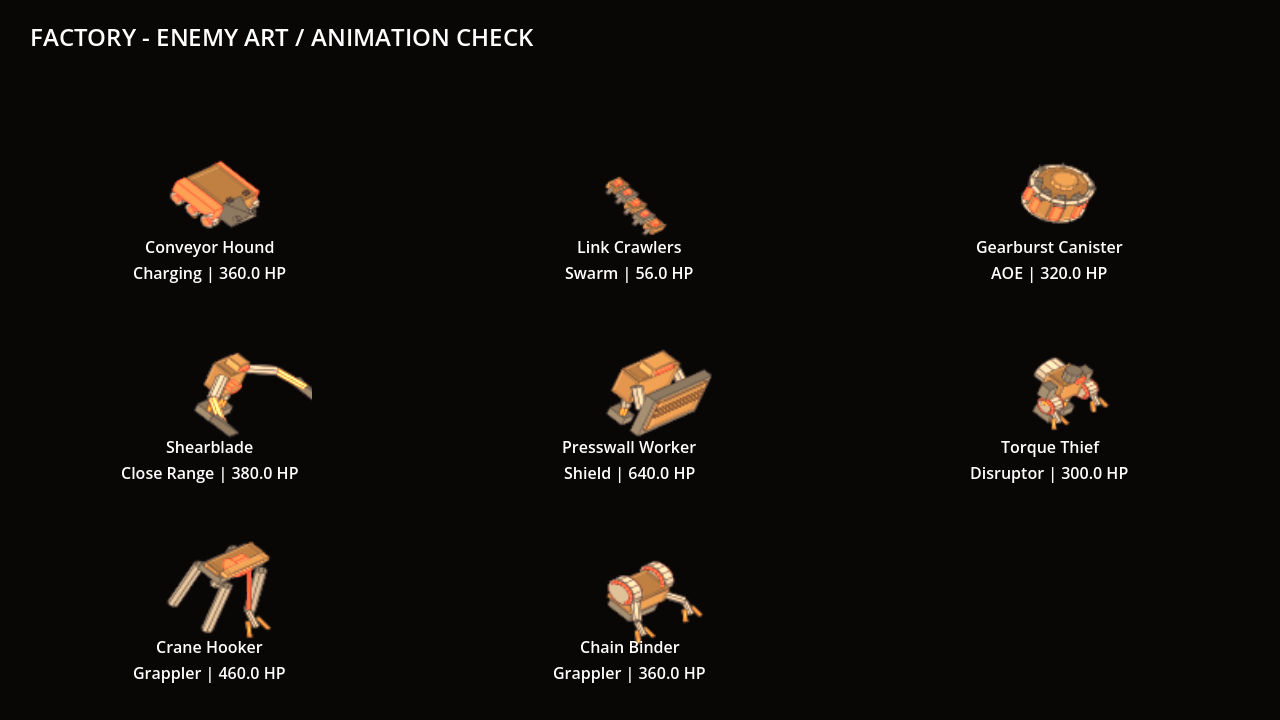 FACTORY - ENEMY ART / ANIMATION CHECK
Conveyor Hound
Charging | 360.0 HP
Link Crawlers
Swarm | 56.0 HP
Gearburst Canister
AOE | 320.0 HP
Shearblade
Close Range | 380.0 HP
Presswall Worker
Shield | 640.0 HP
Torque Thief
Disruptor | 300.0 HP
Crane Hooker
Grappler | 460.0 HP
Chain Binder
Grappler | 360.0 HP